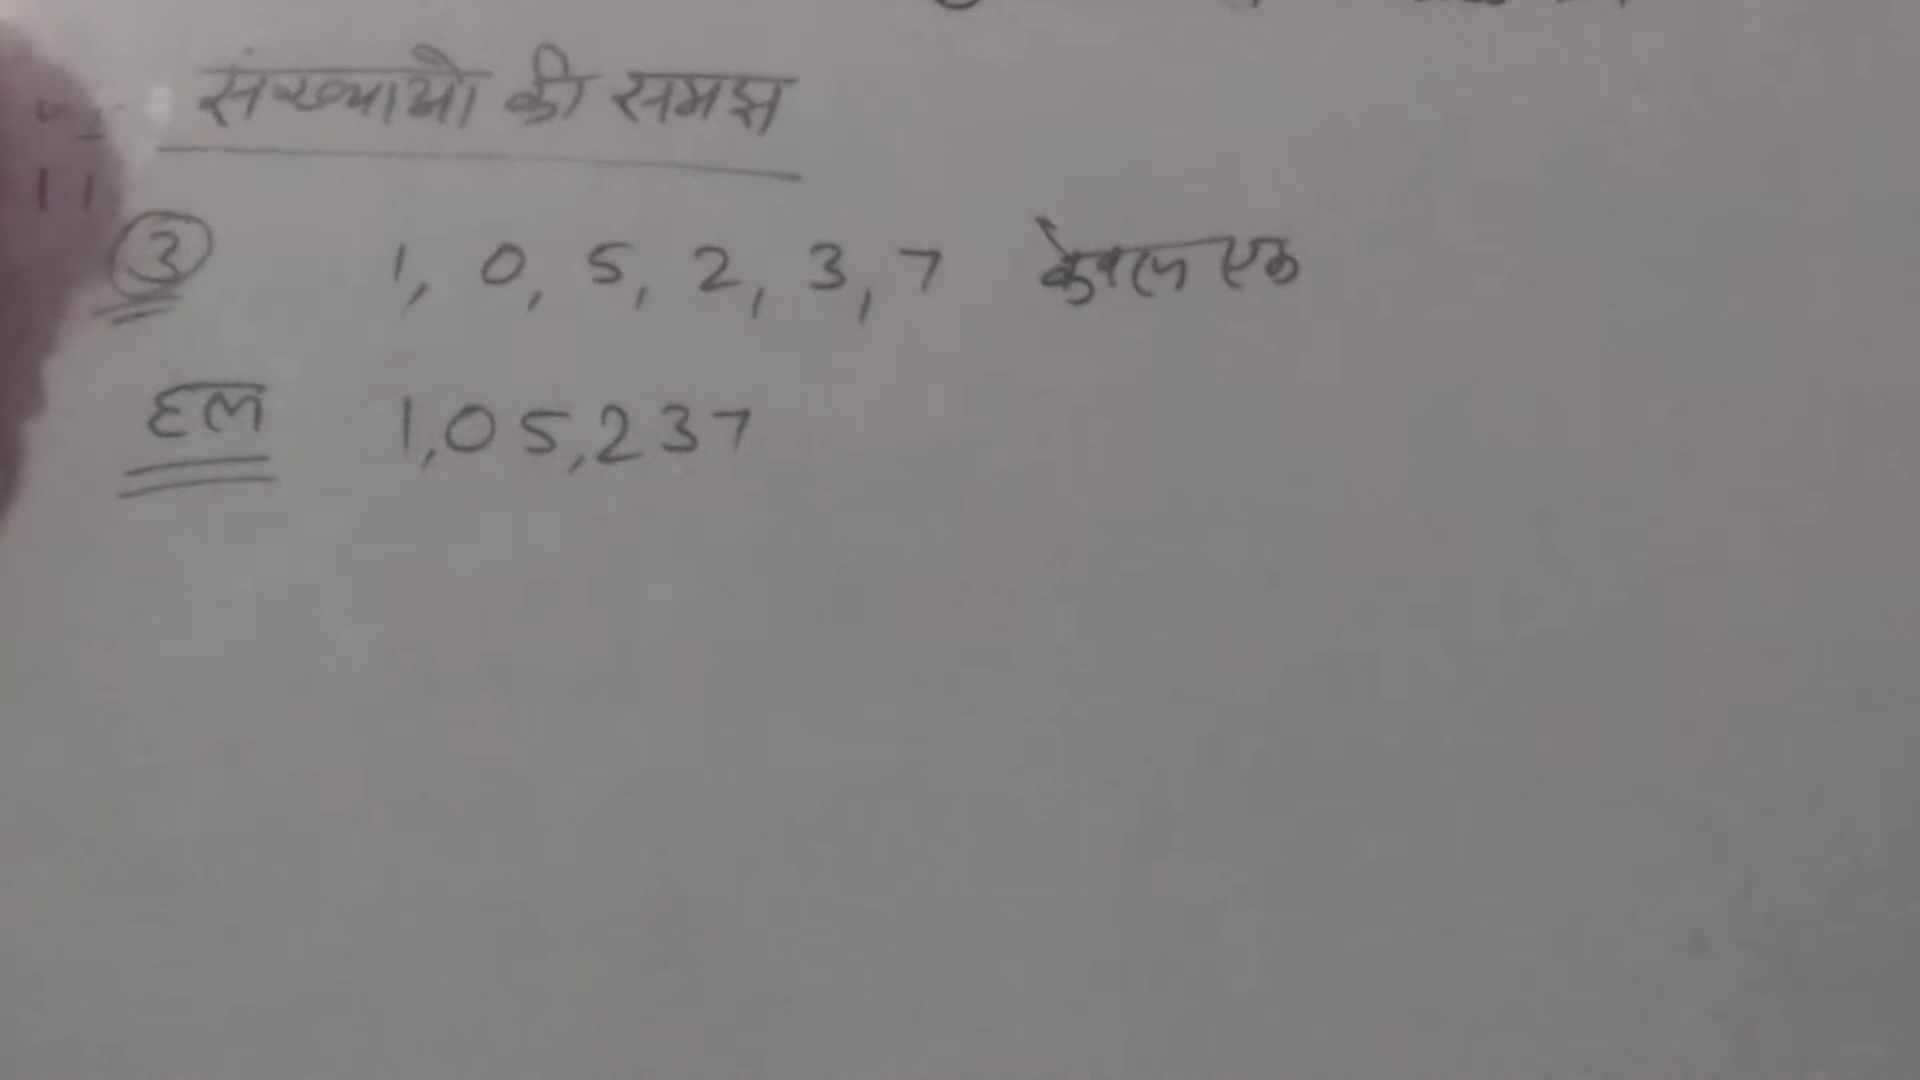 संख्याओ की समझ
3 1, 0, 5, 2, 3, 7 केवल एक
हल 1,05,237